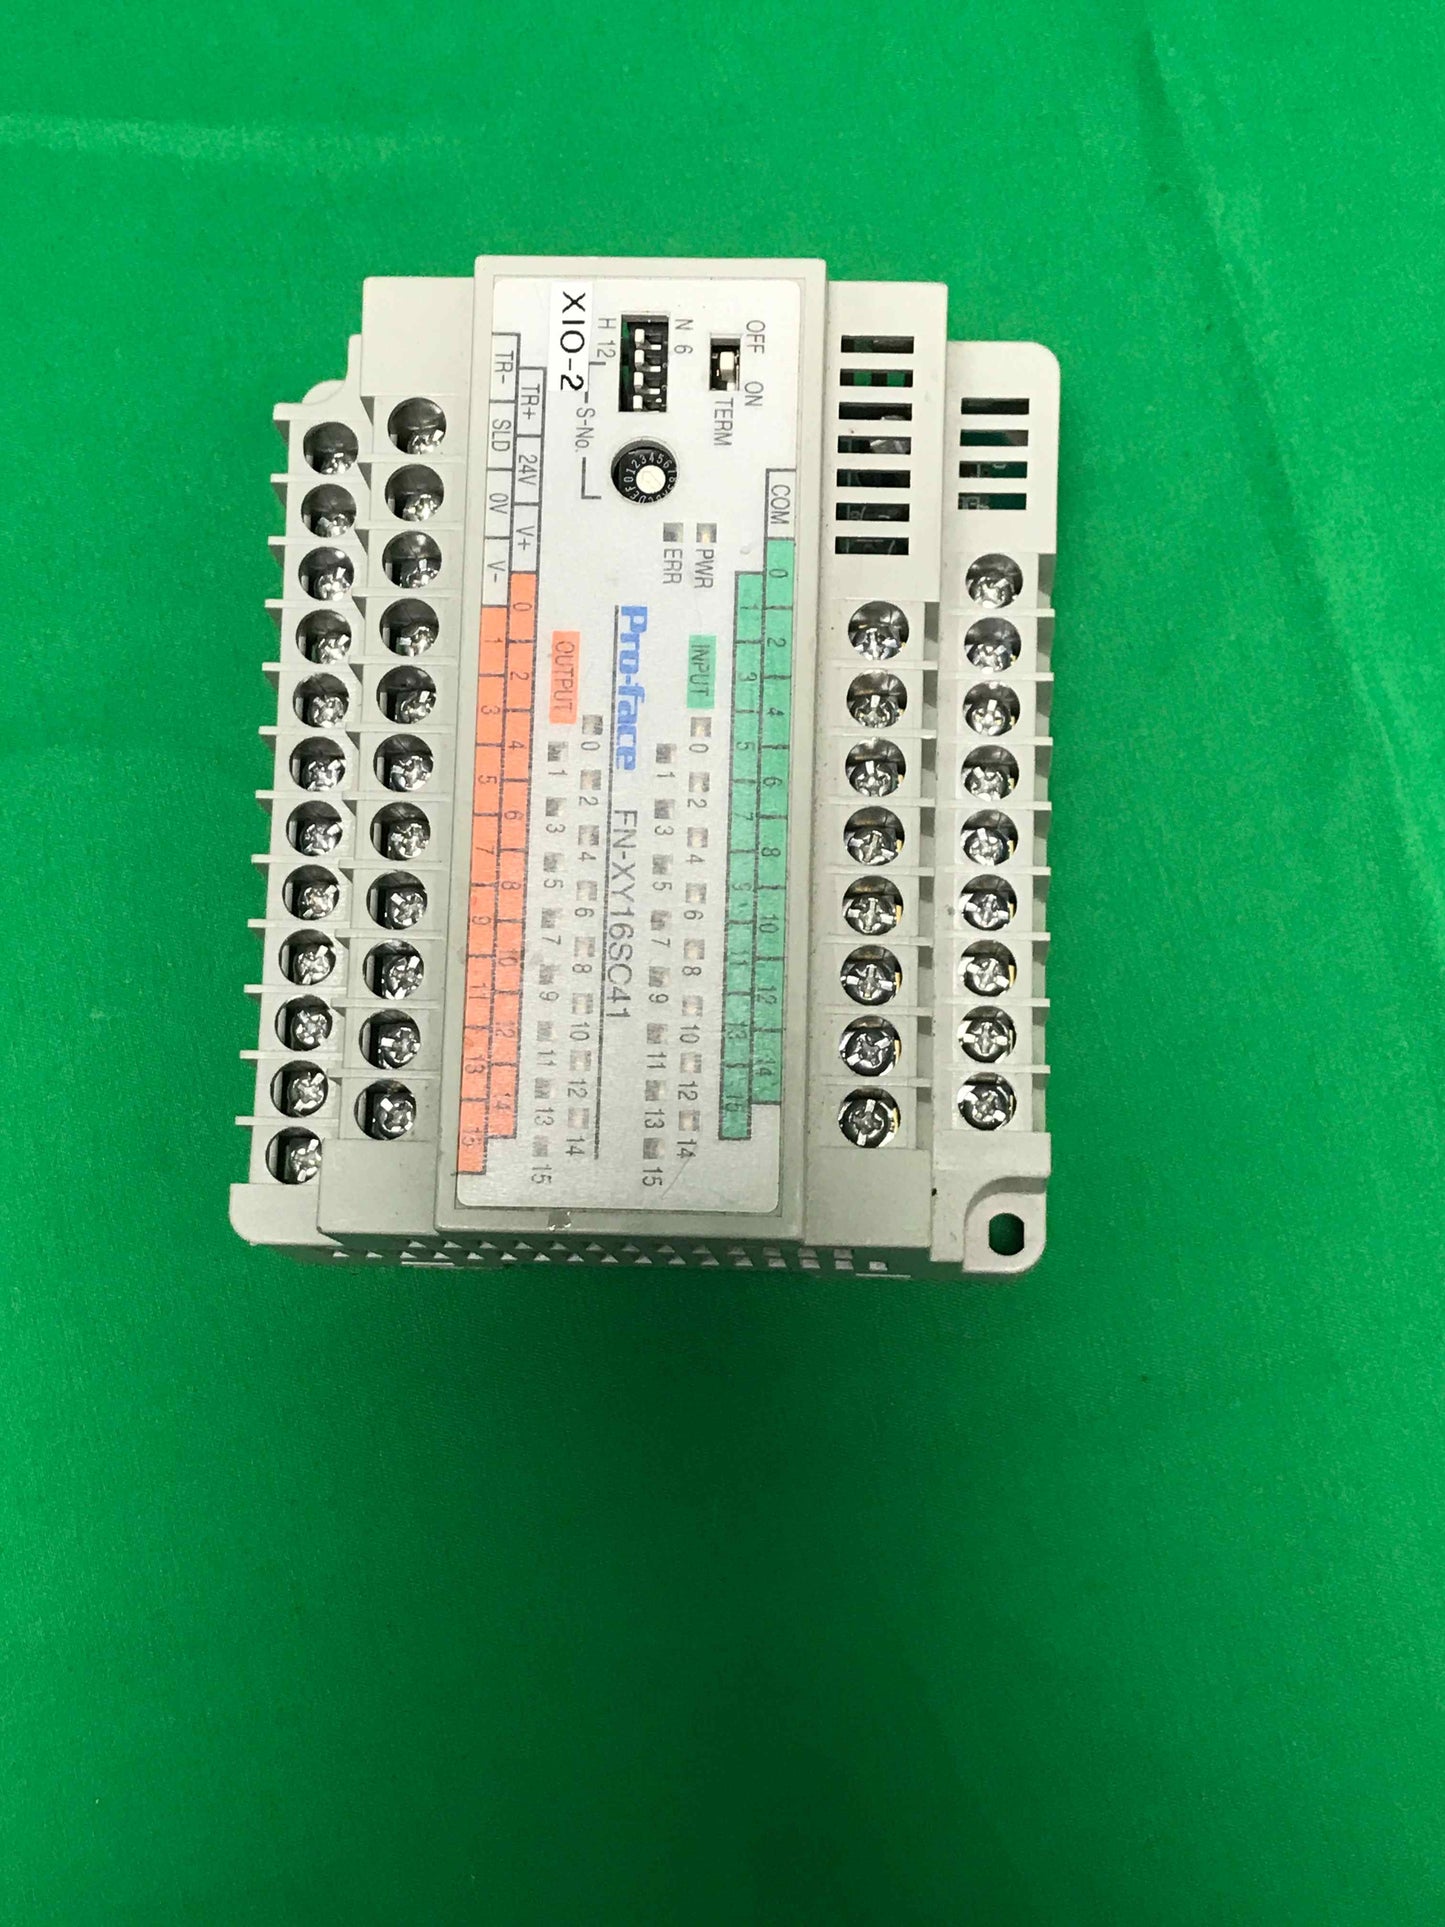 COM 0 2 4 6 8 10 12 14
1 3 5 7 9 11 13 15
OFF ON
TERM
N 6
PWR
INPUT 0 2 4 6 8 10 12 14
1 3 5 7 9 11 13 15
ERR
Pro-face FN-XY16SC41
H 12
S-No.
0 2 4 6 8 10 12 14
OUTPUT 1 3 5 7 9 11 13 15
XIO-2
TR+ 24V V+ 0 2 4 6 8 10 12 14
TR- SLD 0V V- 1 3 5 7 9 11 13 15